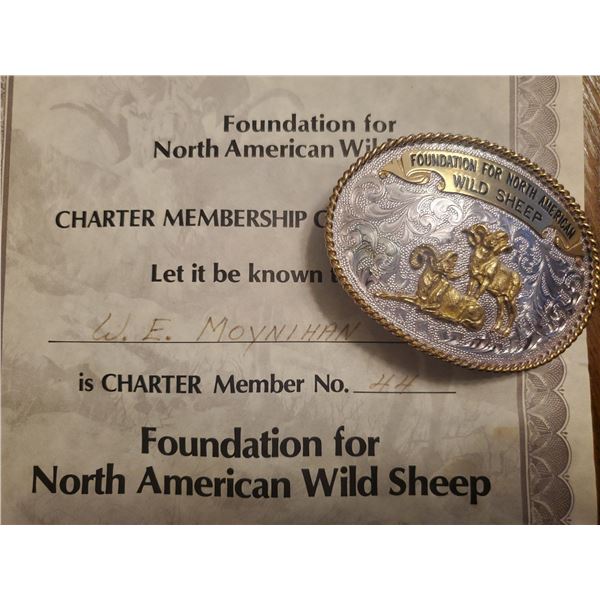 Foundation for
North American Wil
CHARTER MEMBERSHIP C
Let it be known t
W. E. MOYNIHAN
is CHARTER Member No. 44
Foundation for
North American Wild Sheep
FOUNDATION FOR NORTH AMERICAN
WILD SHEEP